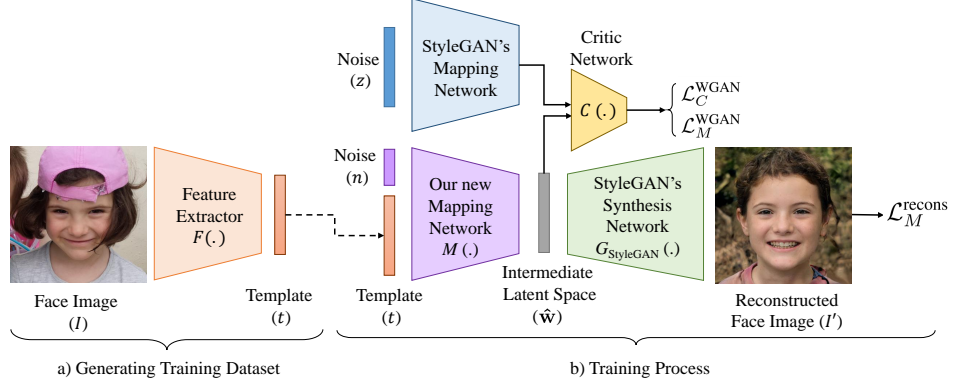 Noise
(z)
StyleGAN's
Mapping
Network
Critic
Network
C (.)
ℒ_C^WGAN
ℒ_M^WGAN
Feature
Extractor
F(.)
Face Image
(I)
Template
(t)
Noise
(n)
Template
(t)
Our new
Mapping
Network
M (.)
Intermediate
Latent Space
(ŵ)
StyleGAN's
Synthesis
Network
G_StyleGAN (.)
Reconstructed
Face Image (I′)
ℒ_M^recons
a) Generating Training Dataset
b) Training Process